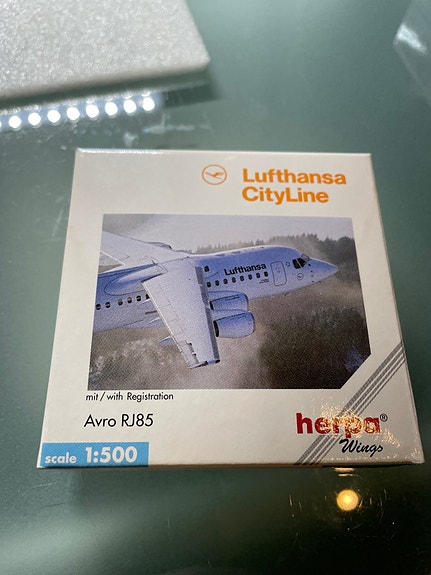 Lufthansa
CityLine
Lufthansa
mit / with Registration
Avro RJ85
herpa®
Wings
scale 1:500